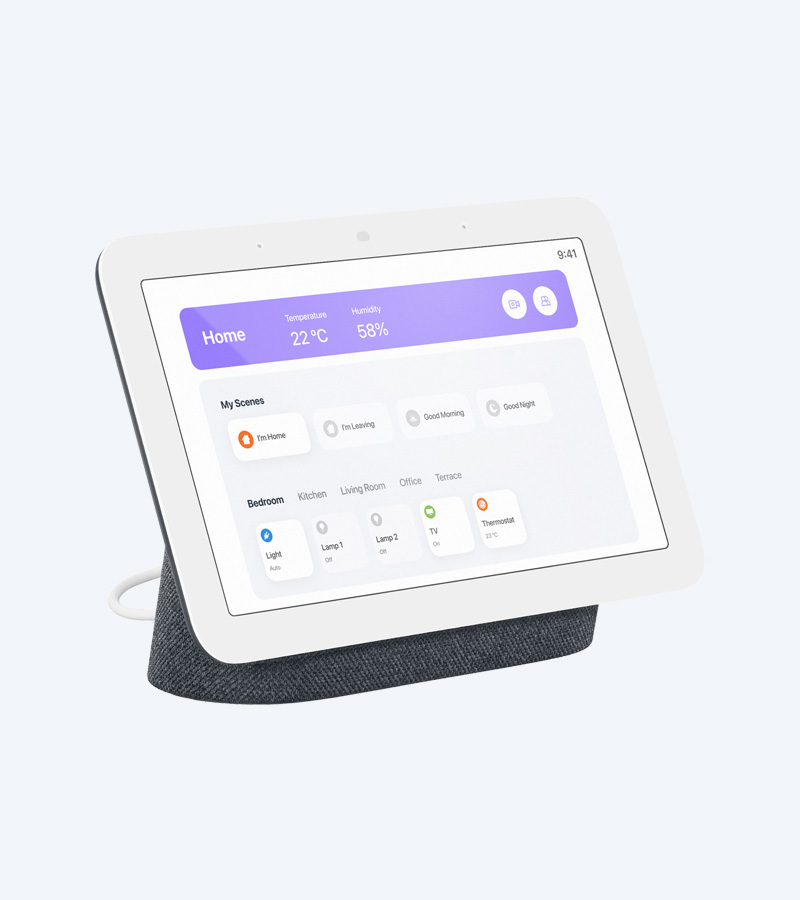 9:41
Home
Temperature
22 °C
Humidity
58%
My Scenes
I'm Home
I'm Leaving
Good Morning
Good Night
Bedroom Kitchen Living Room Office Terrace
Light
Auto
Lamp 1
Off
Lamp 2
Off
TV
On
Thermostat
22°C